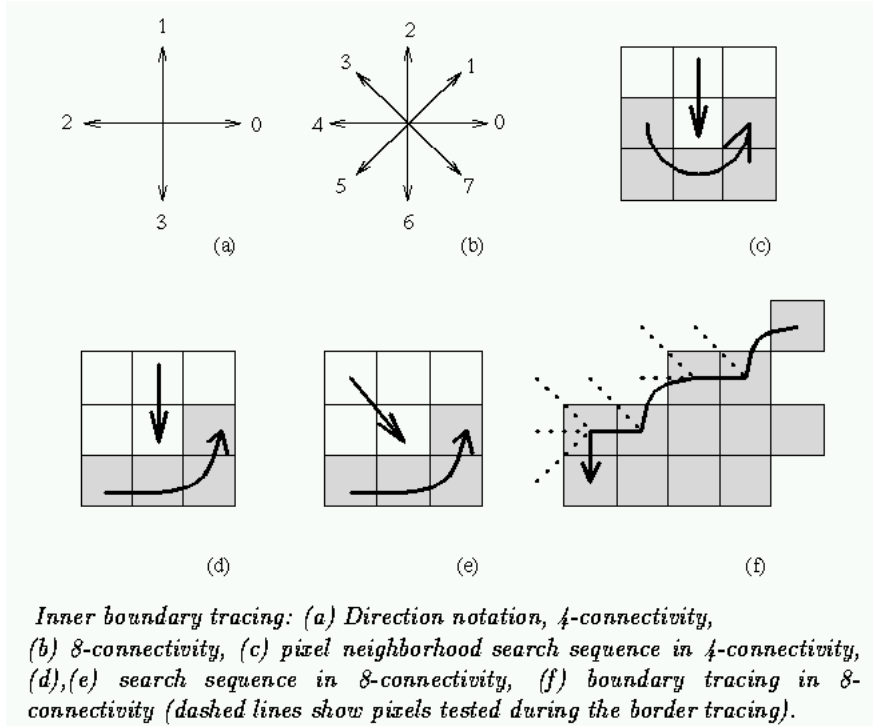 1
2
0
3
(a)
2
3
1
4
0
5
7
6
(b)
(c)
(d)
(e)
(f)
Inner boundary tracing: (a) Direction notation, 4-connectivity,
(b) 8-connectivity, (c) pixel neighborhood search sequence in 4-connectivity,
(d),(e) search sequence in 8-connectivity, (f) boundary tracing in 8-
connectivity (dashed lines show pixels tested during the border tracing).